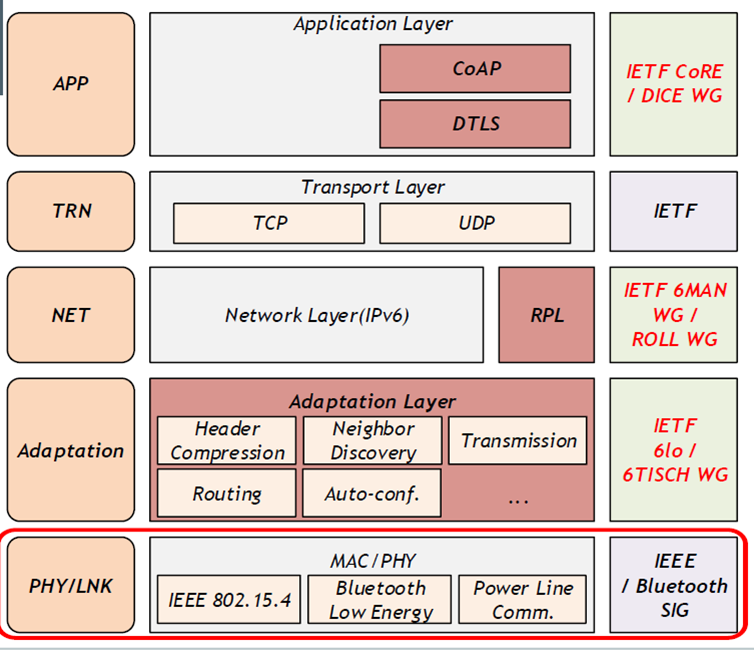 Application Layer
APP
CoAP
DTLS
IETF CoRE
/ DICE WG
Transport Layer
TRN
TCP
UDP
IETF
NET
Network Layer(IPv6)
RPL
IETF 6MAN
WG /
ROLL WG
Adaptation
Adaptation Layer
Header
Compression
Neighbor
Discovery
Transmission
Routing
Auto-conf.
...
IETF
6lo /
6TISCH WG
PHY/LNK
MAC/PHY
IEEE 802.15.4
Bluetooth
Low Energy
Power Line
Comm.
IEEE
/ Bluetooth
SIG